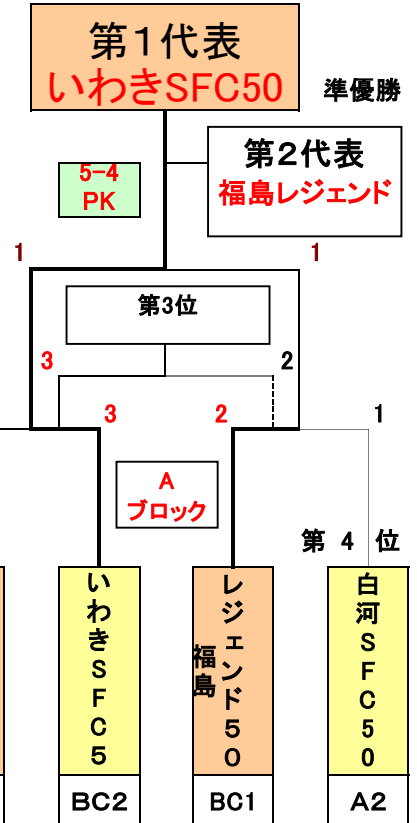 第1代表
いわきSFC50
準優勝
第2代表
福島レジェンド
5-4
PK
1
1
第3位
3
2
3
2
1
A
ブロック
第 4 位
いわきSFC5
福島
レジェンド50
白河SFC50
BC2
BC1
A2